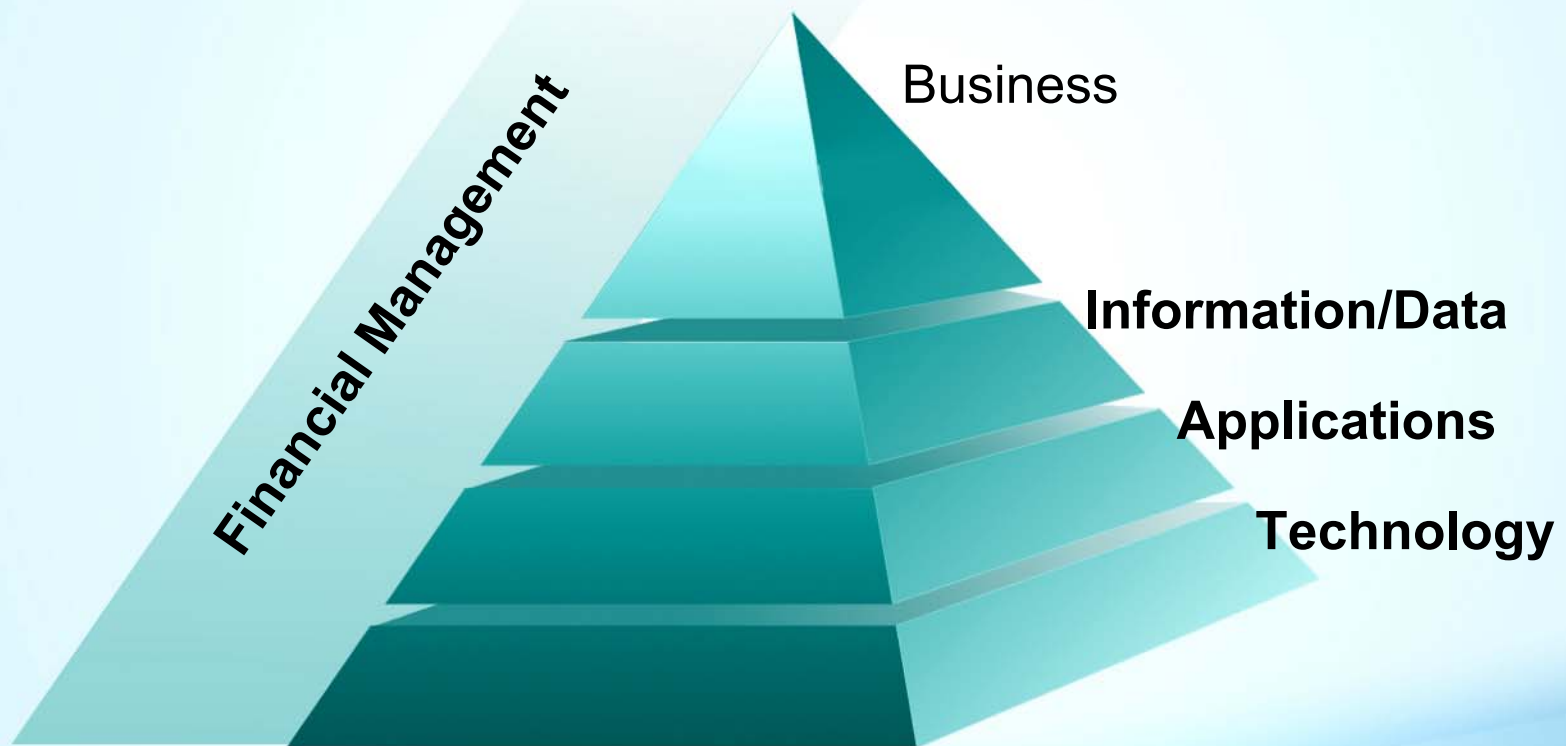 Financial Management
Business
Information/Data
Applications
Technology